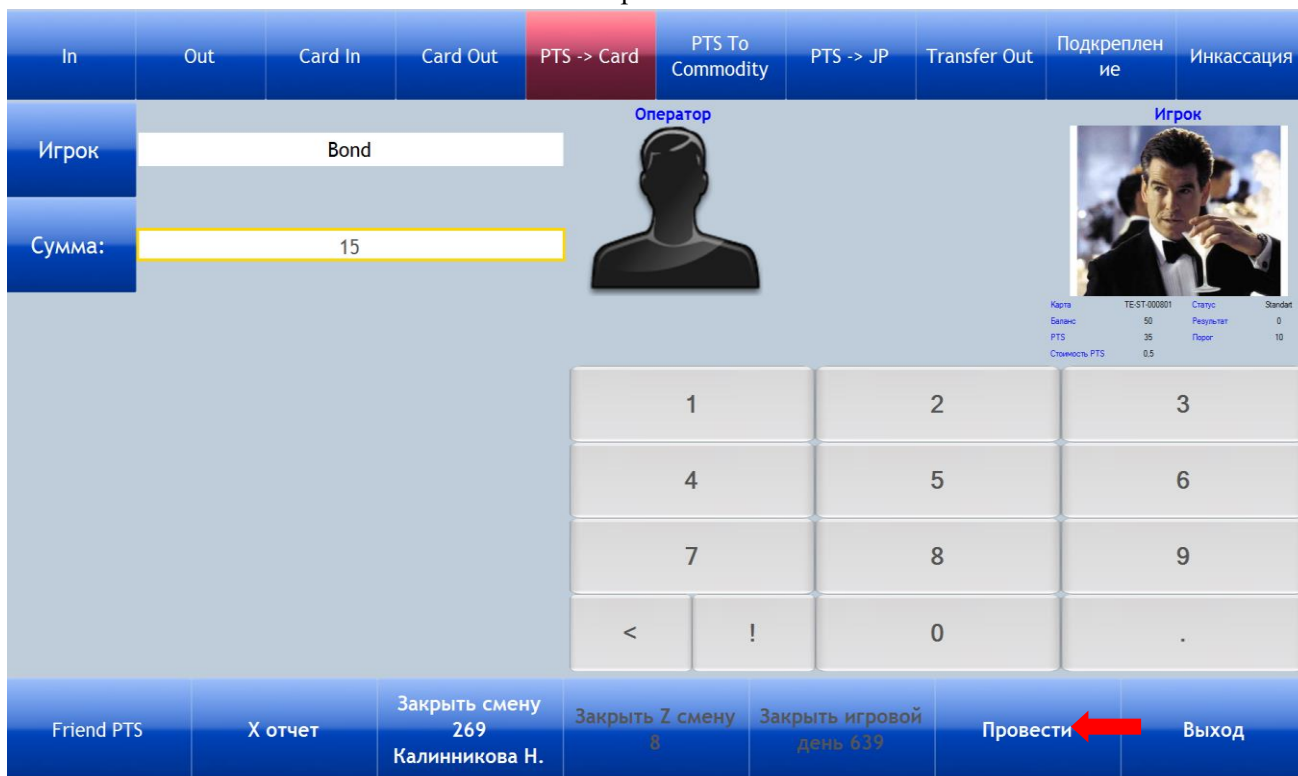 In
Out
Card In
Card Out
PTS -> Card
PTS To
Commodity
PTS -> JP
Transfer Out
Подкреплен
ие
Инкассация
Игрок
Bond
Оператор
Игрок
Сумма:
15
Карта TE-ST-000801 Статус Standart
Баланс 50 Результат 0
PTS 35 Порог 10
Стоимость PTS 0.5
1 2 3
4 5 6
7 8 9
< ! 0 .
Friend PTS
X отчет
Закрыть смену
269
Калинникова Н.
Закрыть Z смену
8
Закрыть игровой
день 639
Провести
Выход